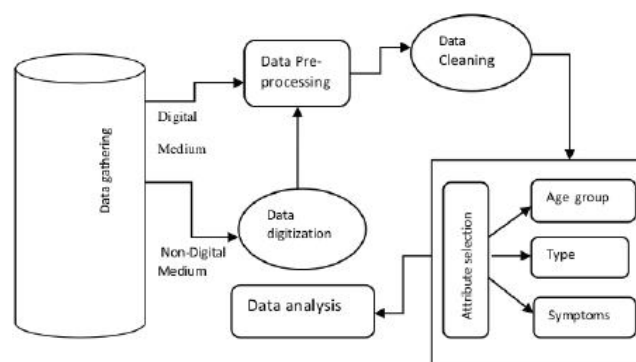 Data gathering
Digital
Medium
Non-Digital
Medium
Data Pre-
processing
Data
Cleaning
Data
digitization
Attribute selection
Age group
Type
Symptoms
Data analysis